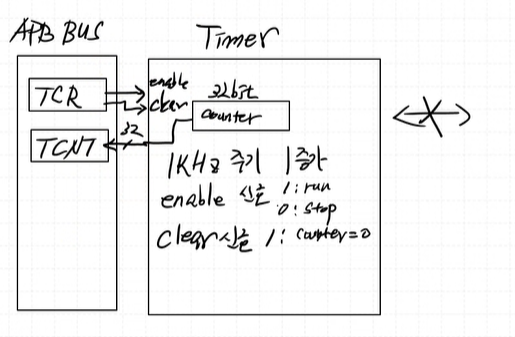 APB BUS
Timer
TCR
enable
clear
32bit
counter
TCNT
32
1KHz 주기 1증가
enable 신호 1: run
0: stop
clear 신호 1: counter=0